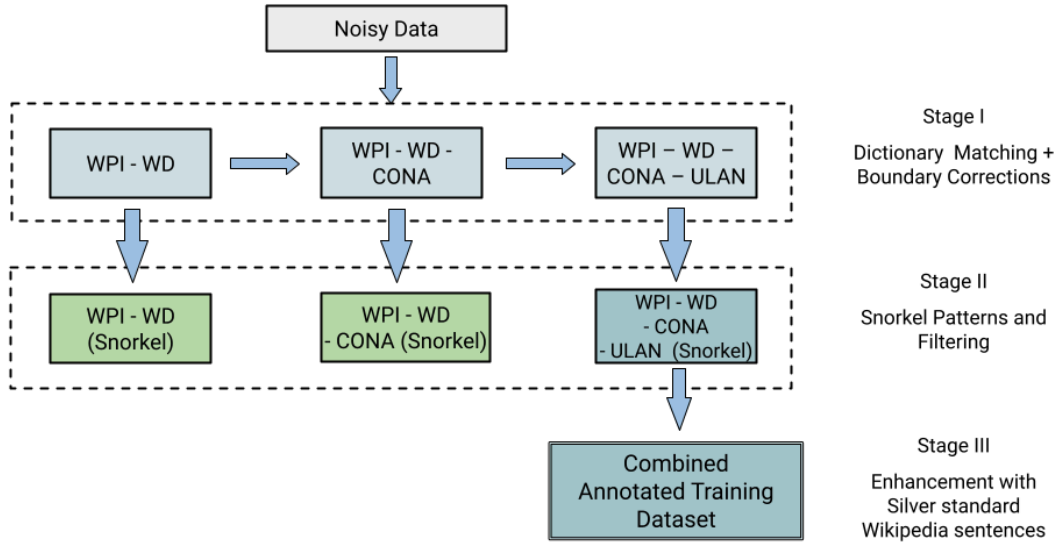 Noisy Data
Stage I
Dictionary Matching +
Boundary Corrections
WPI - WD
WPI - WD -
CONA
WPI – WD –
CONA – ULAN
Stage II
Snorkel Patterns and
Filtering
WPI - WD
(Snorkel)
WPI - WD
- CONA (Snorkel)
WPI - WD
- CONA
- ULAN (Snorkel)
Combined
Annotated Training
Dataset
Stage III
Enhancement with
Silver standard
Wikipedia sentences